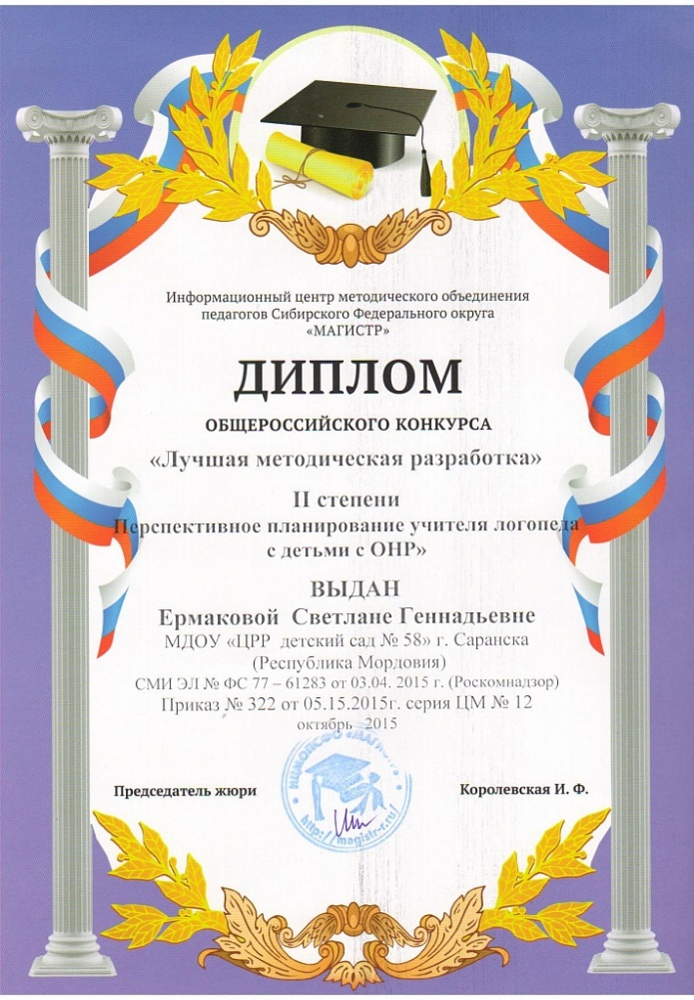 Информационный центр методического объединения
педагогов Сибирского Федерального округа
«МАГИСТР»
ДИПЛОМ
ОБЩЕРОССИЙСКОГО КОНКУРСА
«Лучшая методическая разработка»
II степени
Перспективное планирование учителя логопеда
с детьми с ОНР»
ВЫДАН
Ермаковой Светлане Геннадьевне
МДОУ «ЦРР детский сад № 58» г. Саранска
(Республика Мордовия)
СМИ ЭЛ № ФС 77 – 61283 от 03.04. 2015 г. (Роскомнадзор)
Приказ № 322 от 05.15.2015г. серия ЦМ № 12
октябрь 2015
ИЦМОПСФО «МАГИСТР»
Председатель жюри
Королевская И. Ф.
http://magistr-r.ru/